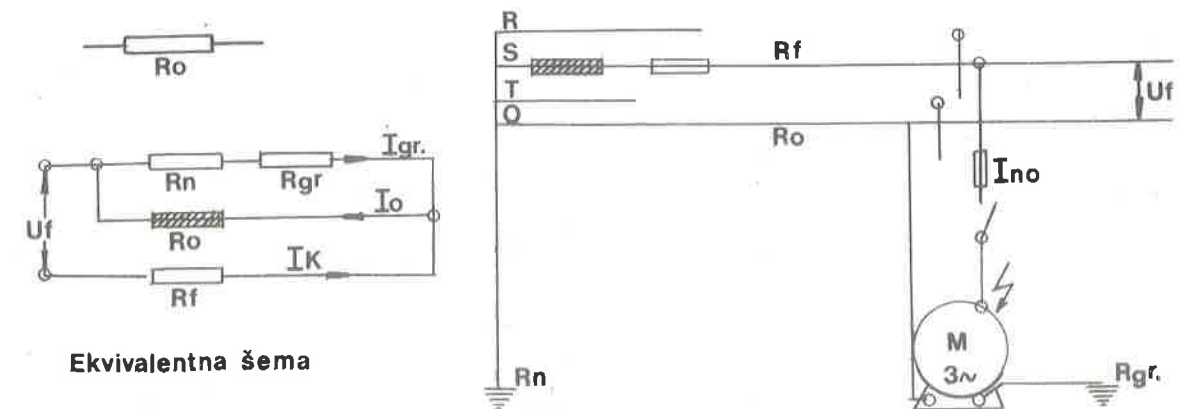 Ro
Rn
Rgr
Igr.
Io
Uf
Ro
IK
Rf
Ekvivalentna šema
R
S
Rf
T
Uf
O
Ro
Ino
M
3~
Rn
Rgr.